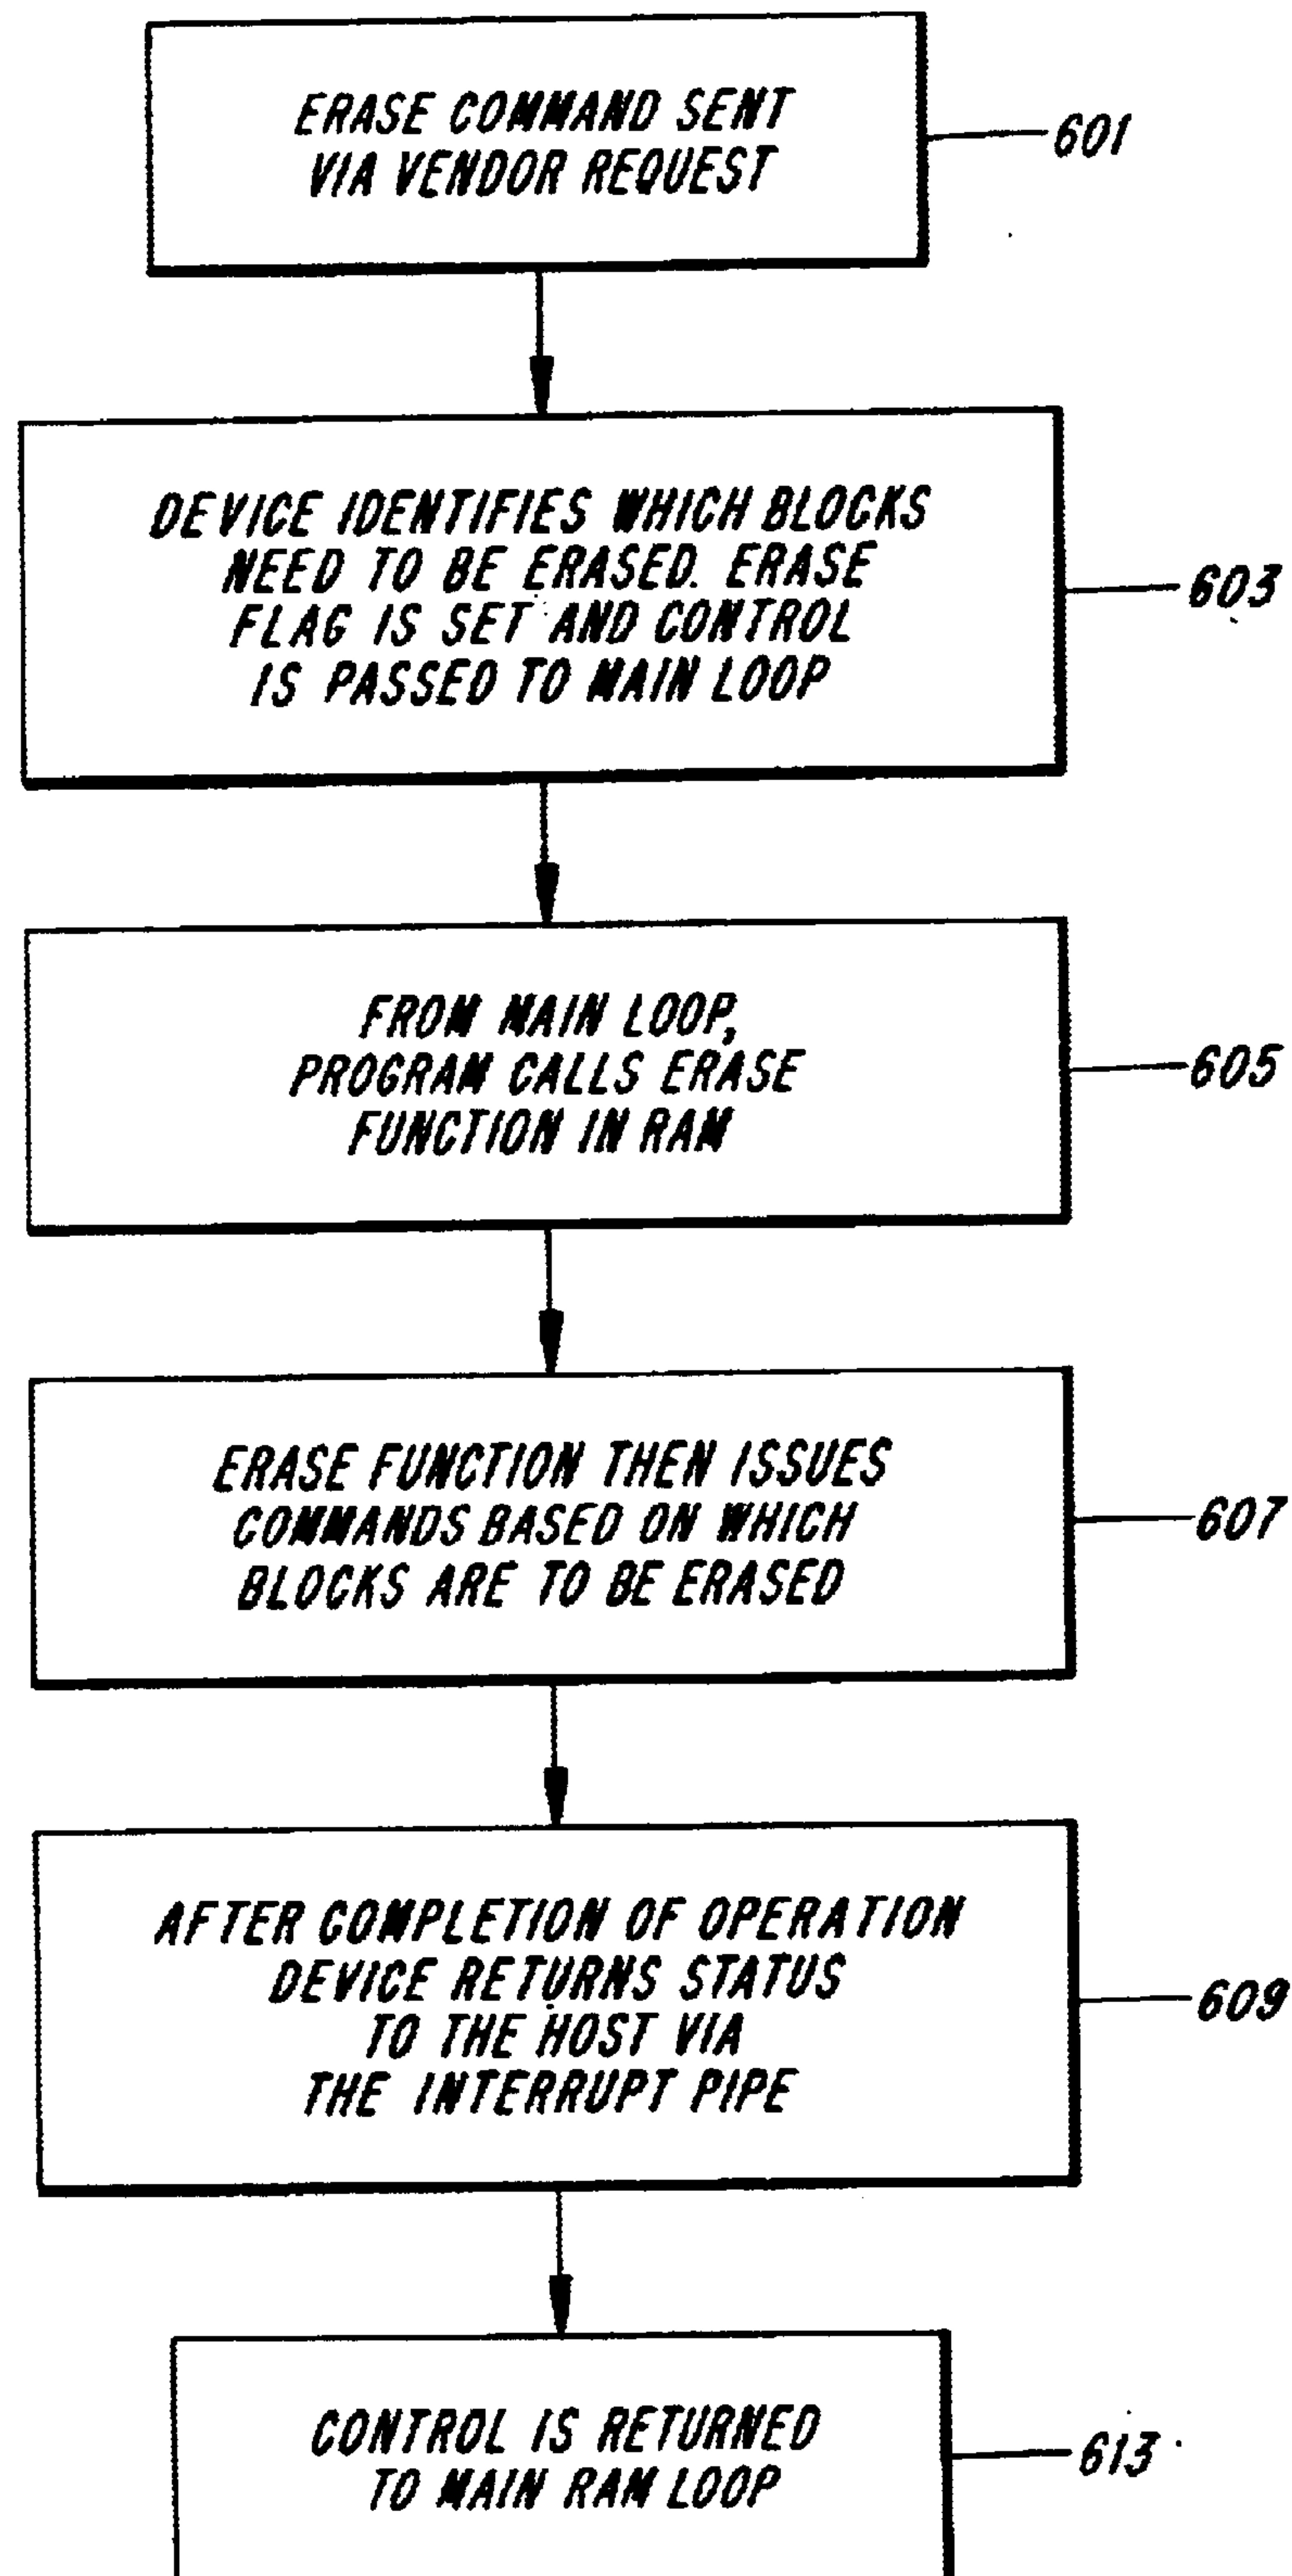 ERASE COMMAND SENT
VIA VENDOR REQUEST
601
DEVICE IDENTIFIES WHICH BLOCKS
NEED TO BE ERASED. ERASE
FLAG IS SET AND CONTROL
IS PASSED TO MAIN LOOP
603
FROM MAIN LOOP,
PROGRAM CALLS ERASE
FUNCTION IN RAM
605
ERASE FUNCTION THEN ISSUES
COMMANDS BASED ON WHICH
BLOCKS ARE TO BE ERASED
607
AFTER COMPLETION OF OPERATION
DEVICE RETURNS STATUS
TO THE HOST VIA
THE INTERRUPT PIPE
609
CONTROL IS RETURNED
TO MAIN RAM LOOP
613